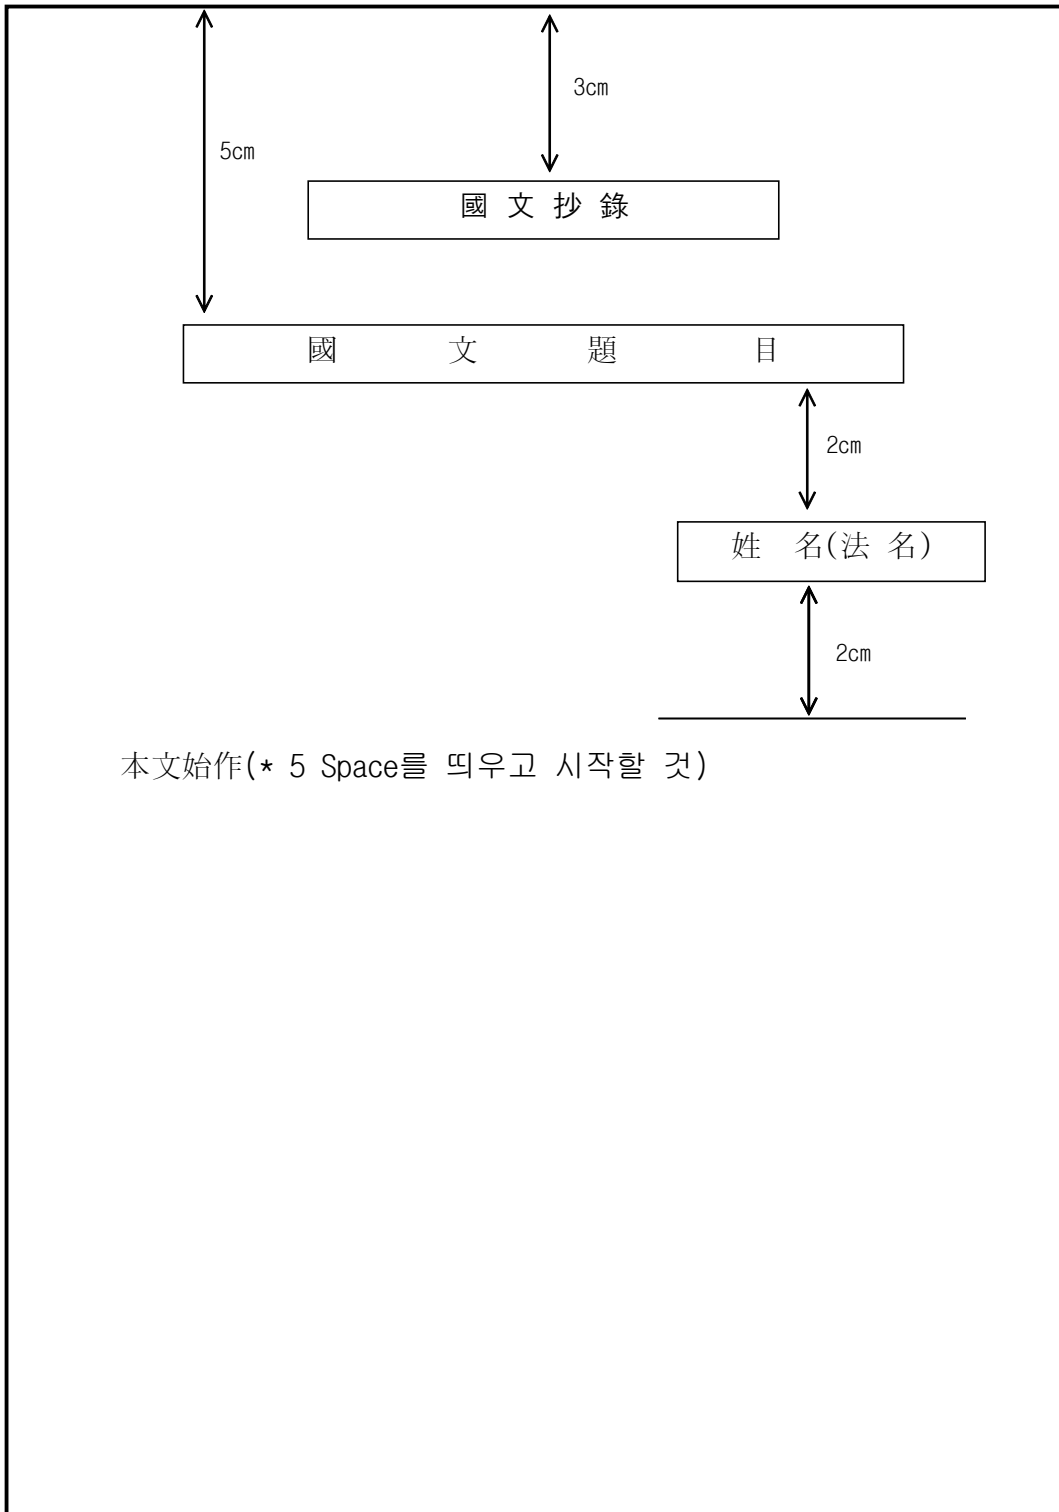 3cm
5cm
國 文 抄 錄
國 文 題 目
2cm
姓 名(法 名)
2cm
本文始作(* 5 Space를 띄우고 시작할 것)